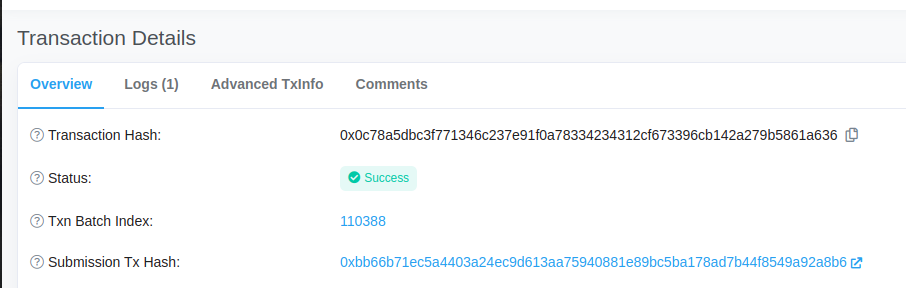 Transaction Details
Overview Logs (1) Advanced TxInfo Comments
Transaction Hash: 0x0c78a5dbc3f771346c237e91f0a78334234312cf673396cb142a279b5861a636
Status: Success
Txn Batch Index: 110388
Submission Tx Hash: 0xbb66b71ec5a4403a24ec9d613aa75940881e89bc5ba178ad7b44f8549a92a8b6